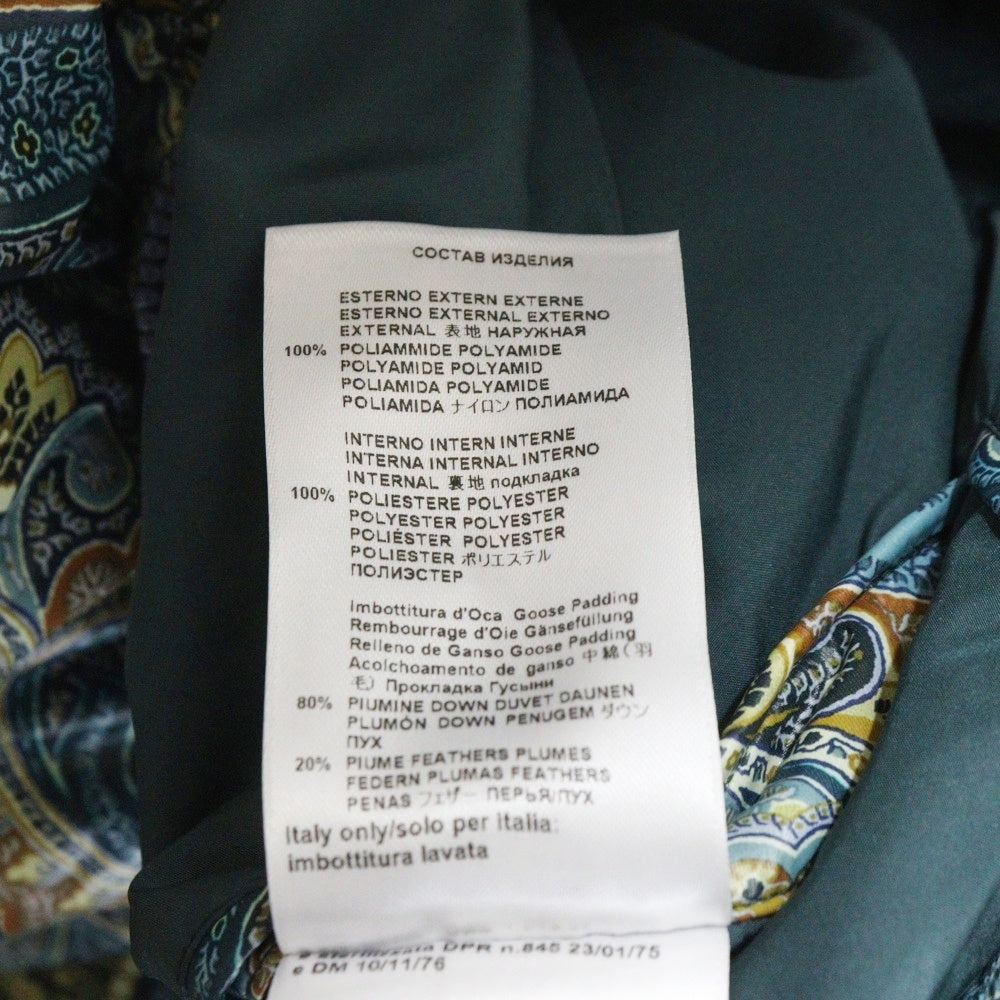 СОСТАВ ИЗДЕЛИЯ
ESTERNO EXTERN EXTERNE
ESTERNO EXTERNAL EXTERNO
EXTERNAL 表地 НАРУЖНАЯ
100% POLIAMMIDE POLYAMIDE
POLYAMIDE POLYAMID
POLIAMIDA POLYAMIDE
POLIAMIDA ナイロン ПОЛИАМИДА
INTERNO INTERN INTERNE
INTERNA INTERNAL INTERNO
INTERNAL 裏地 подкладка
100% POLIESTERE POLYESTER
POLYESTER POLYESTER
POLIÉSTER POLYESTER
POLIESTER ポリエステル
ПОЛИЭСТЕР
Imbottitura d'Oca Goose Padding
Rembourrage d'Oie Gänsefüllung
Relleno de Ganso Goose Padding
Acolchoamento de ganso 中綿(羽
毛) Прокладка Гусыни
80% PIUMINE DOWN DUVET DAUNEN
PLUMÓN DOWN PENUGEM ダウン
ПУХ
20% PIUME FEATHERS PLUMES
FEDERN PLUMAS FEATHERS
PENAS フェザー ПЕРЬЯ/ПУХ
Italy only/solo per Italia:
imbottitura lavata
e sterilizzata DPR n.845 23/01/75
e DM 10/11/76